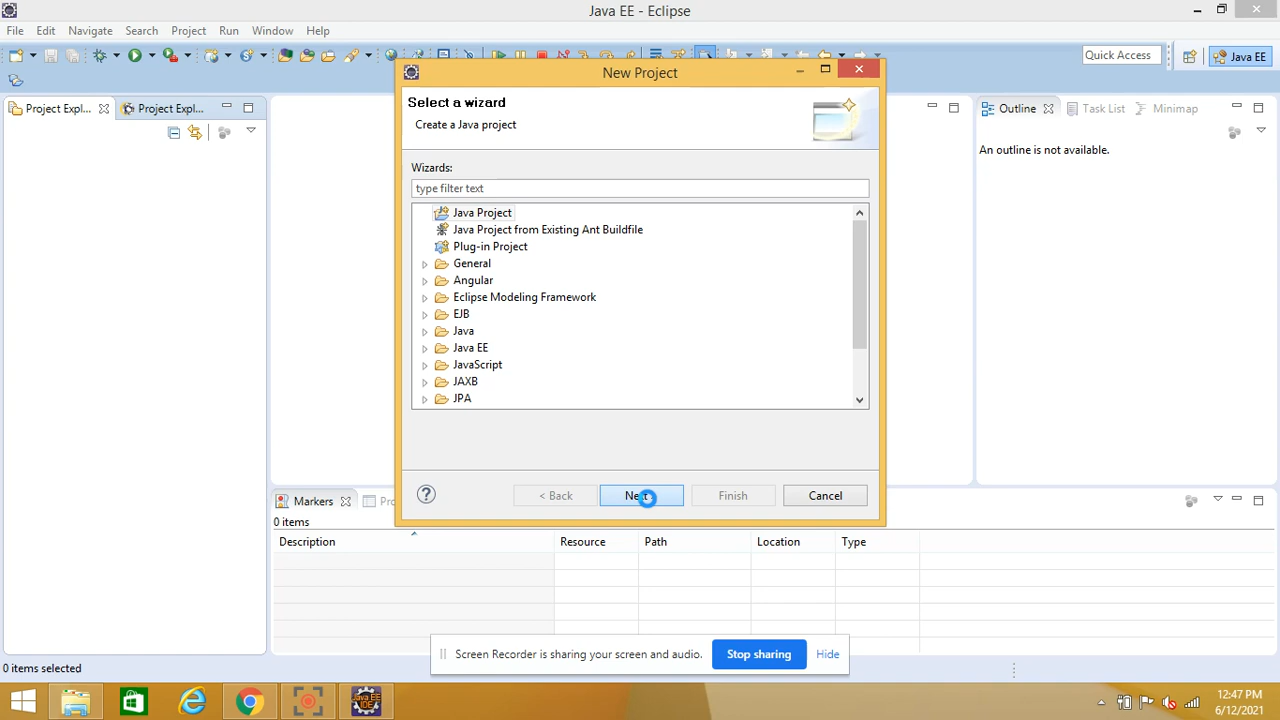 Java EE - Eclipse
File Edit Navigate Search Project Run Window Help
Quick Access
Java EE
Project Expl...
Project Expl...
New Project
Select a wizard
Create a Java project
Wizards:
type filter text
Java Project
Java Project from Existing Ant Buildfile
Plug-in Project
General
Angular
Eclipse Modeling Framework
EJB
Java
Java EE
JavaScript
JAXB
JPA
< Back
Finish
Cancel
Outline
Task List
Minimap
An outline is not available.
Markers
0 items
Description Resource Path Location Type
Screen Recorder is sharing your screen and audio. Stop sharing Hide
0 items selected
Java EE
IDE
12:47 PM
6/12/2021